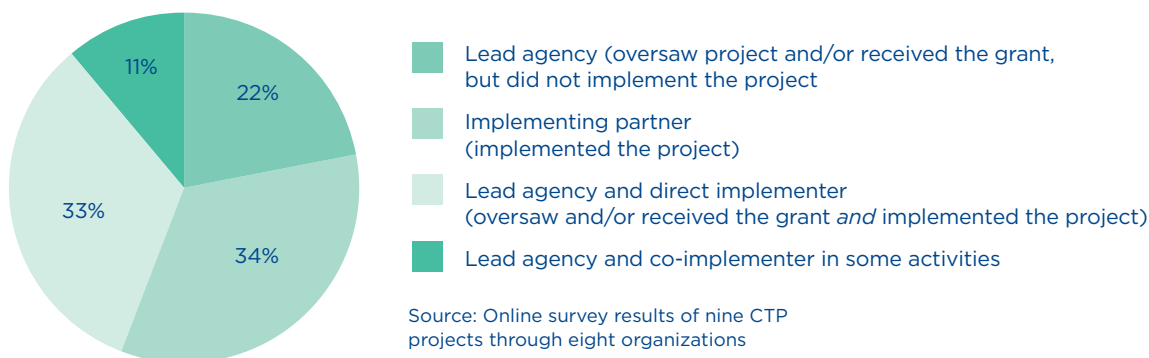 11%
22%
33%
34%
Lead agency (oversaw project and/or received the grant,
but did not implement the project
Implementing partner
(implemented the project)
Lead agency and direct implementer
(oversaw and/or received the grant and implemented the project)
Lead agency and co-implementer in some activities
Source: Online survey results of nine CTP
projects through eight organizations